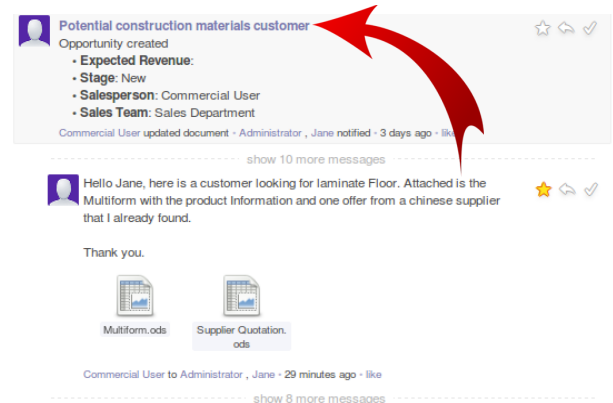 Potential construction materials customer
Opportunity created
• Expected Revenue:
• Stage: New
• Salesperson: Commercial User
• Sales Team: Sales Department
Commercial User updated document • Administrator , Jane notified • 3 days ago • like
show 10 more messages
Hello Jane, here is a customer looking for laminate Floor. Attached is the
Multiform with the product Information and one offer from a chinese supplier
that I already found.
Thank you.
Multiform.ods
Supplier Quotation.
ods
Commercial User to Administrator , Jane • 29 minutes ago • like
show 8 more messages